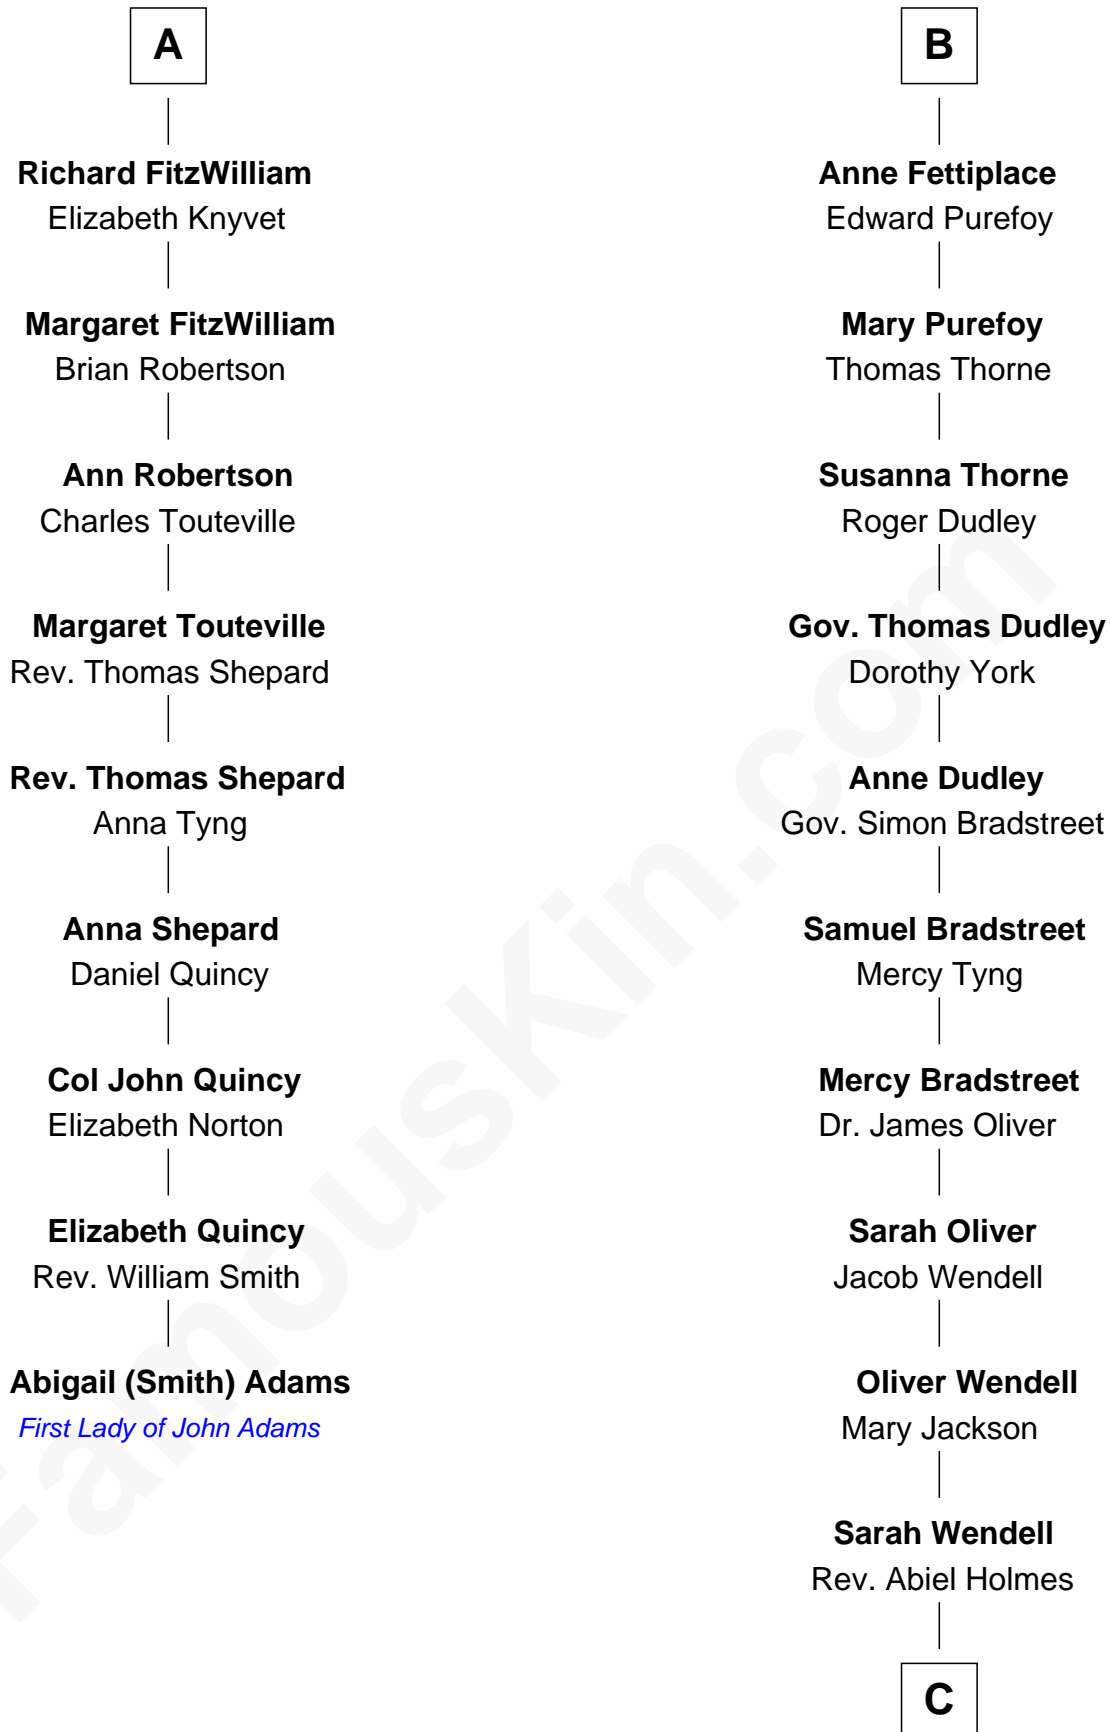 A
Richard FitzWilliam
Elizabeth Knyvet
Margaret FitzWilliam
Brian Robertson
Ann Robertson
Charles Touteville
Margaret Touteville
Rev. Thomas Shepard
Rev. Thomas Shepard
Anna Tyng
Anna Shepard
Daniel Quincy
Col John Quincy
Elizabeth Norton
Elizabeth Quincy
Rev. William Smith
Abigail (Smith) Adams
First Lady of John Adams
B
Anne Fettiplace
Edward Purefoy
Mary Purefoy
Thomas Thorne
Susanna Thorne
Roger Dudley
Gov. Thomas Dudley
Dorothy York
Anne Dudley
Gov. Simon Bradstreet
Samuel Bradstreet
Mercy Tyng
Mercy Bradstreet
Dr. James Oliver
Sarah Oliver
Jacob Wendell
Oliver Wendell
Mary Jackson
Sarah Wendell
Rev. Abiel Holmes
C
FamousKin.com